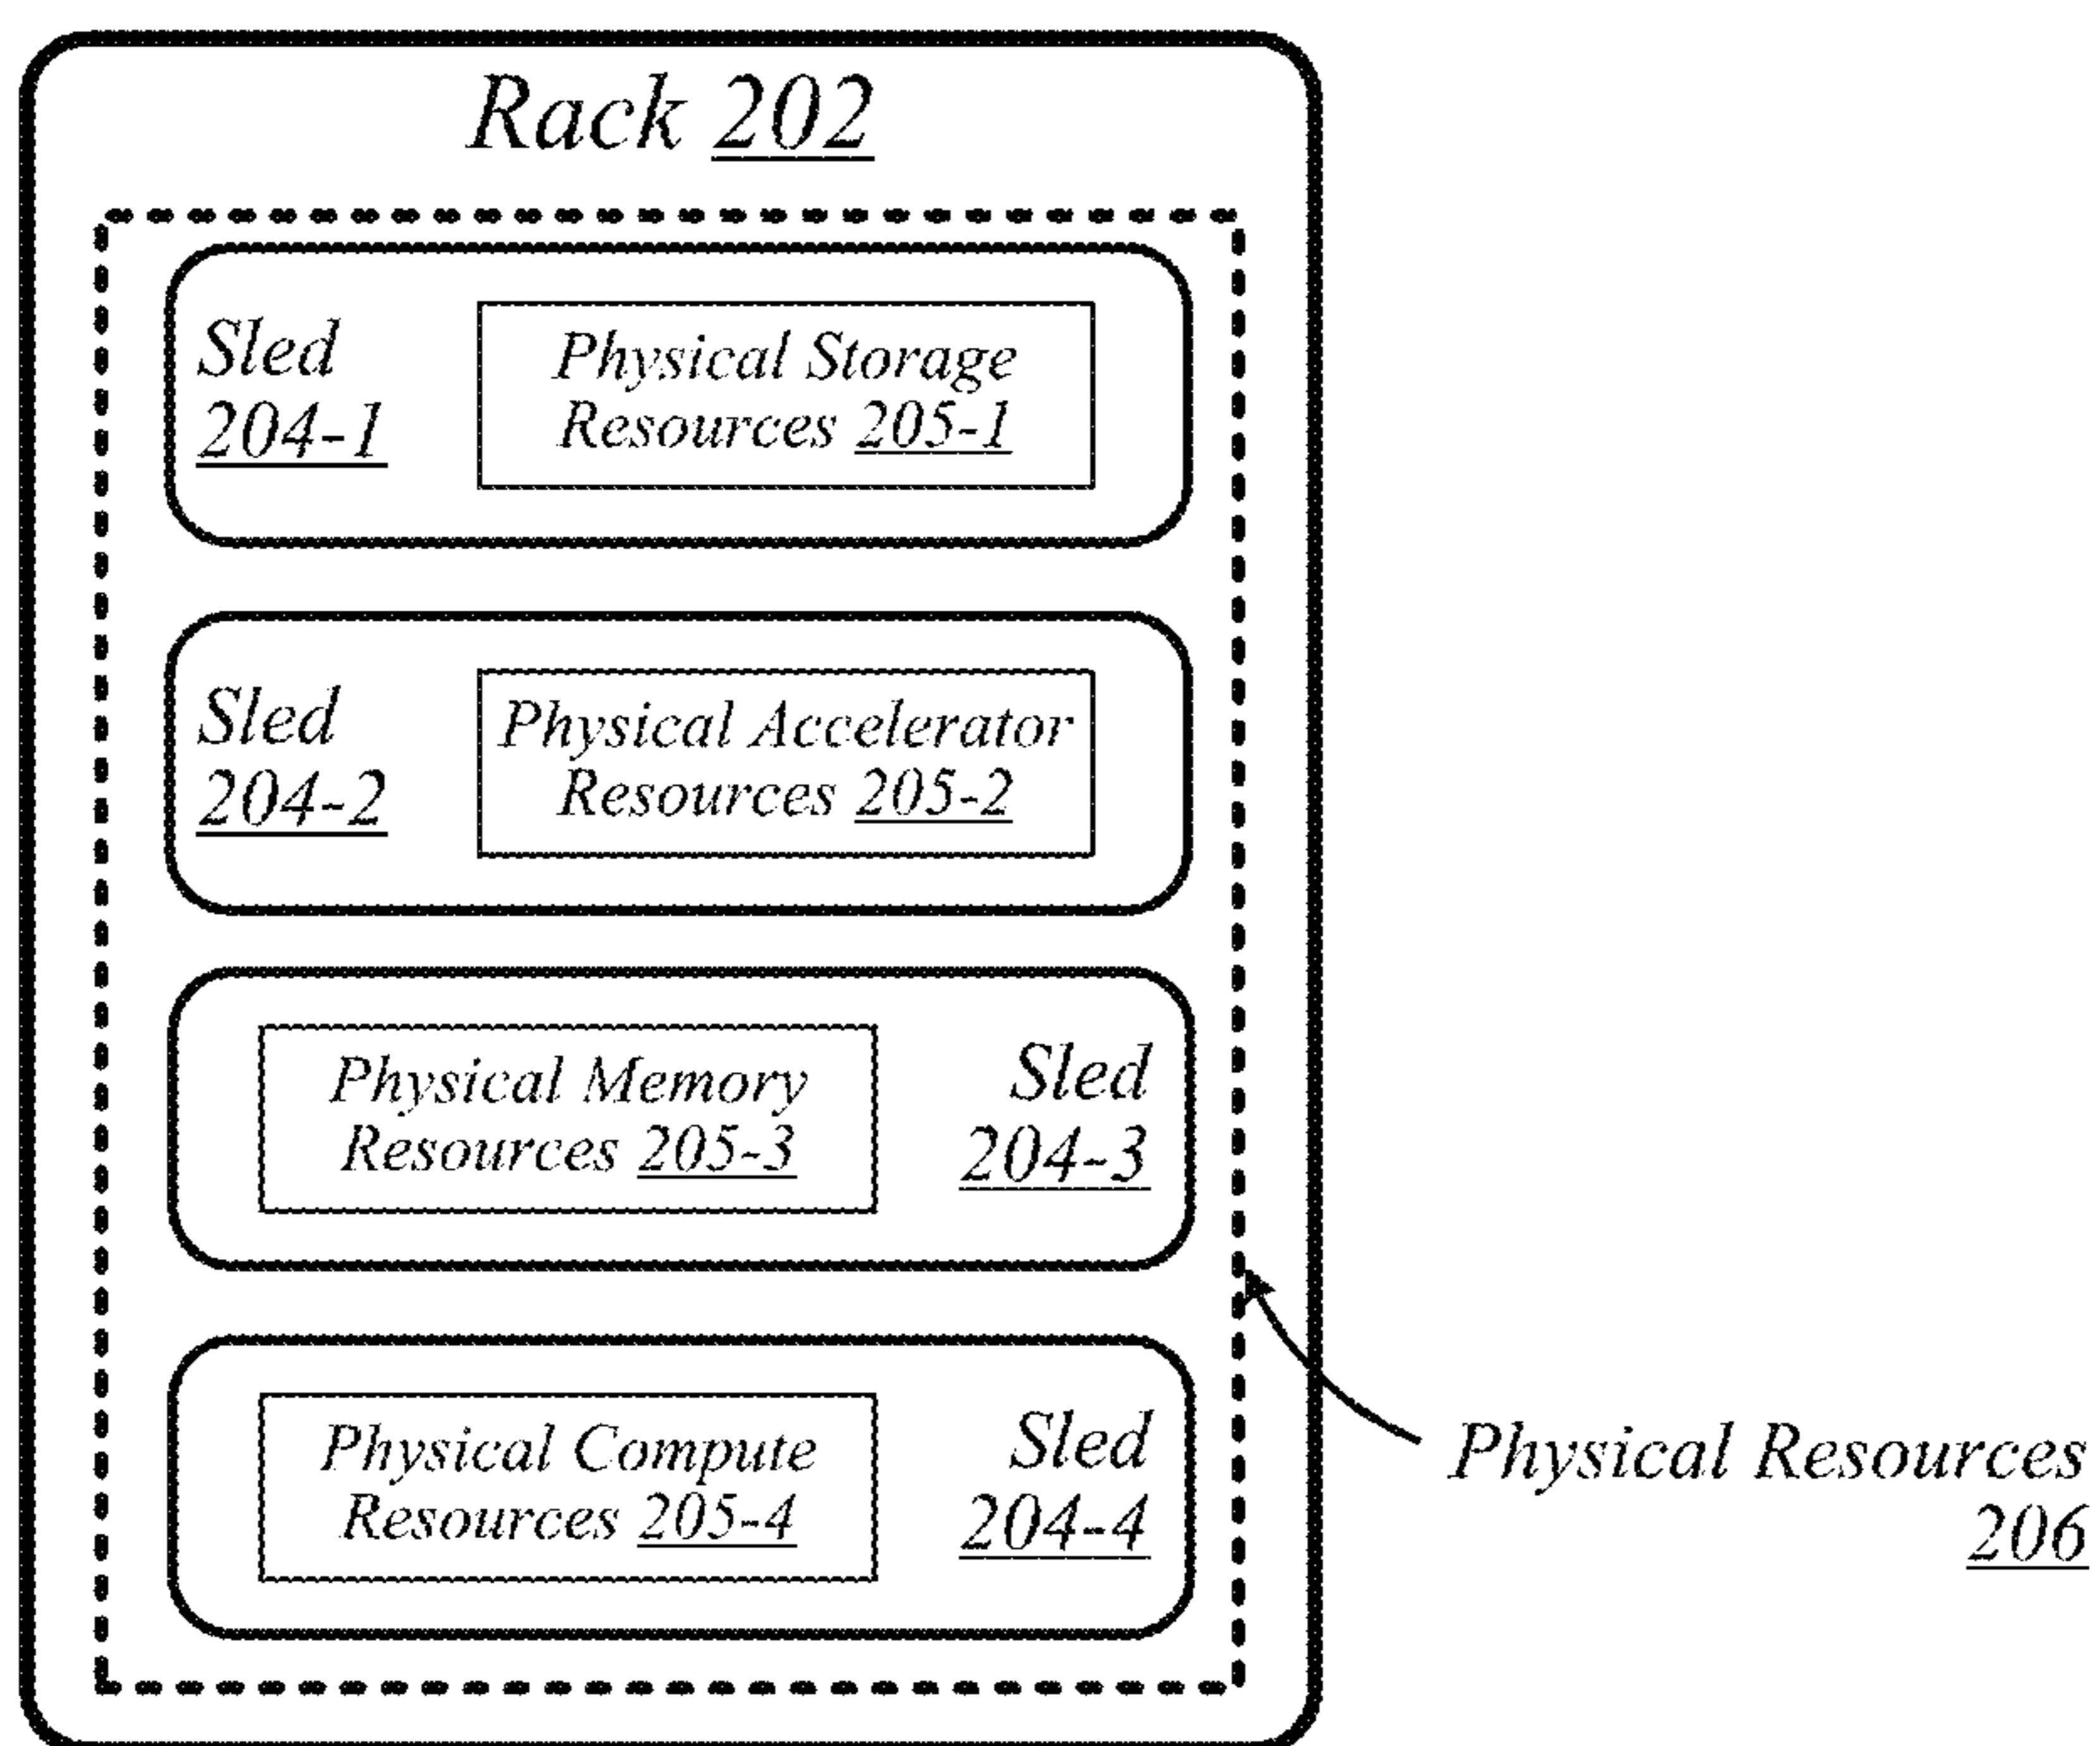 Rack 202
Sled
204-1
Physical Storage
Resources 205-1
Sled
204-2
Physical Accelerator
Resources 205-2
Physical Memory
Resources 205-3
Sled
204-3
Physical Compute
Resources 205-4
Sled
204-4
Physical Resources
206